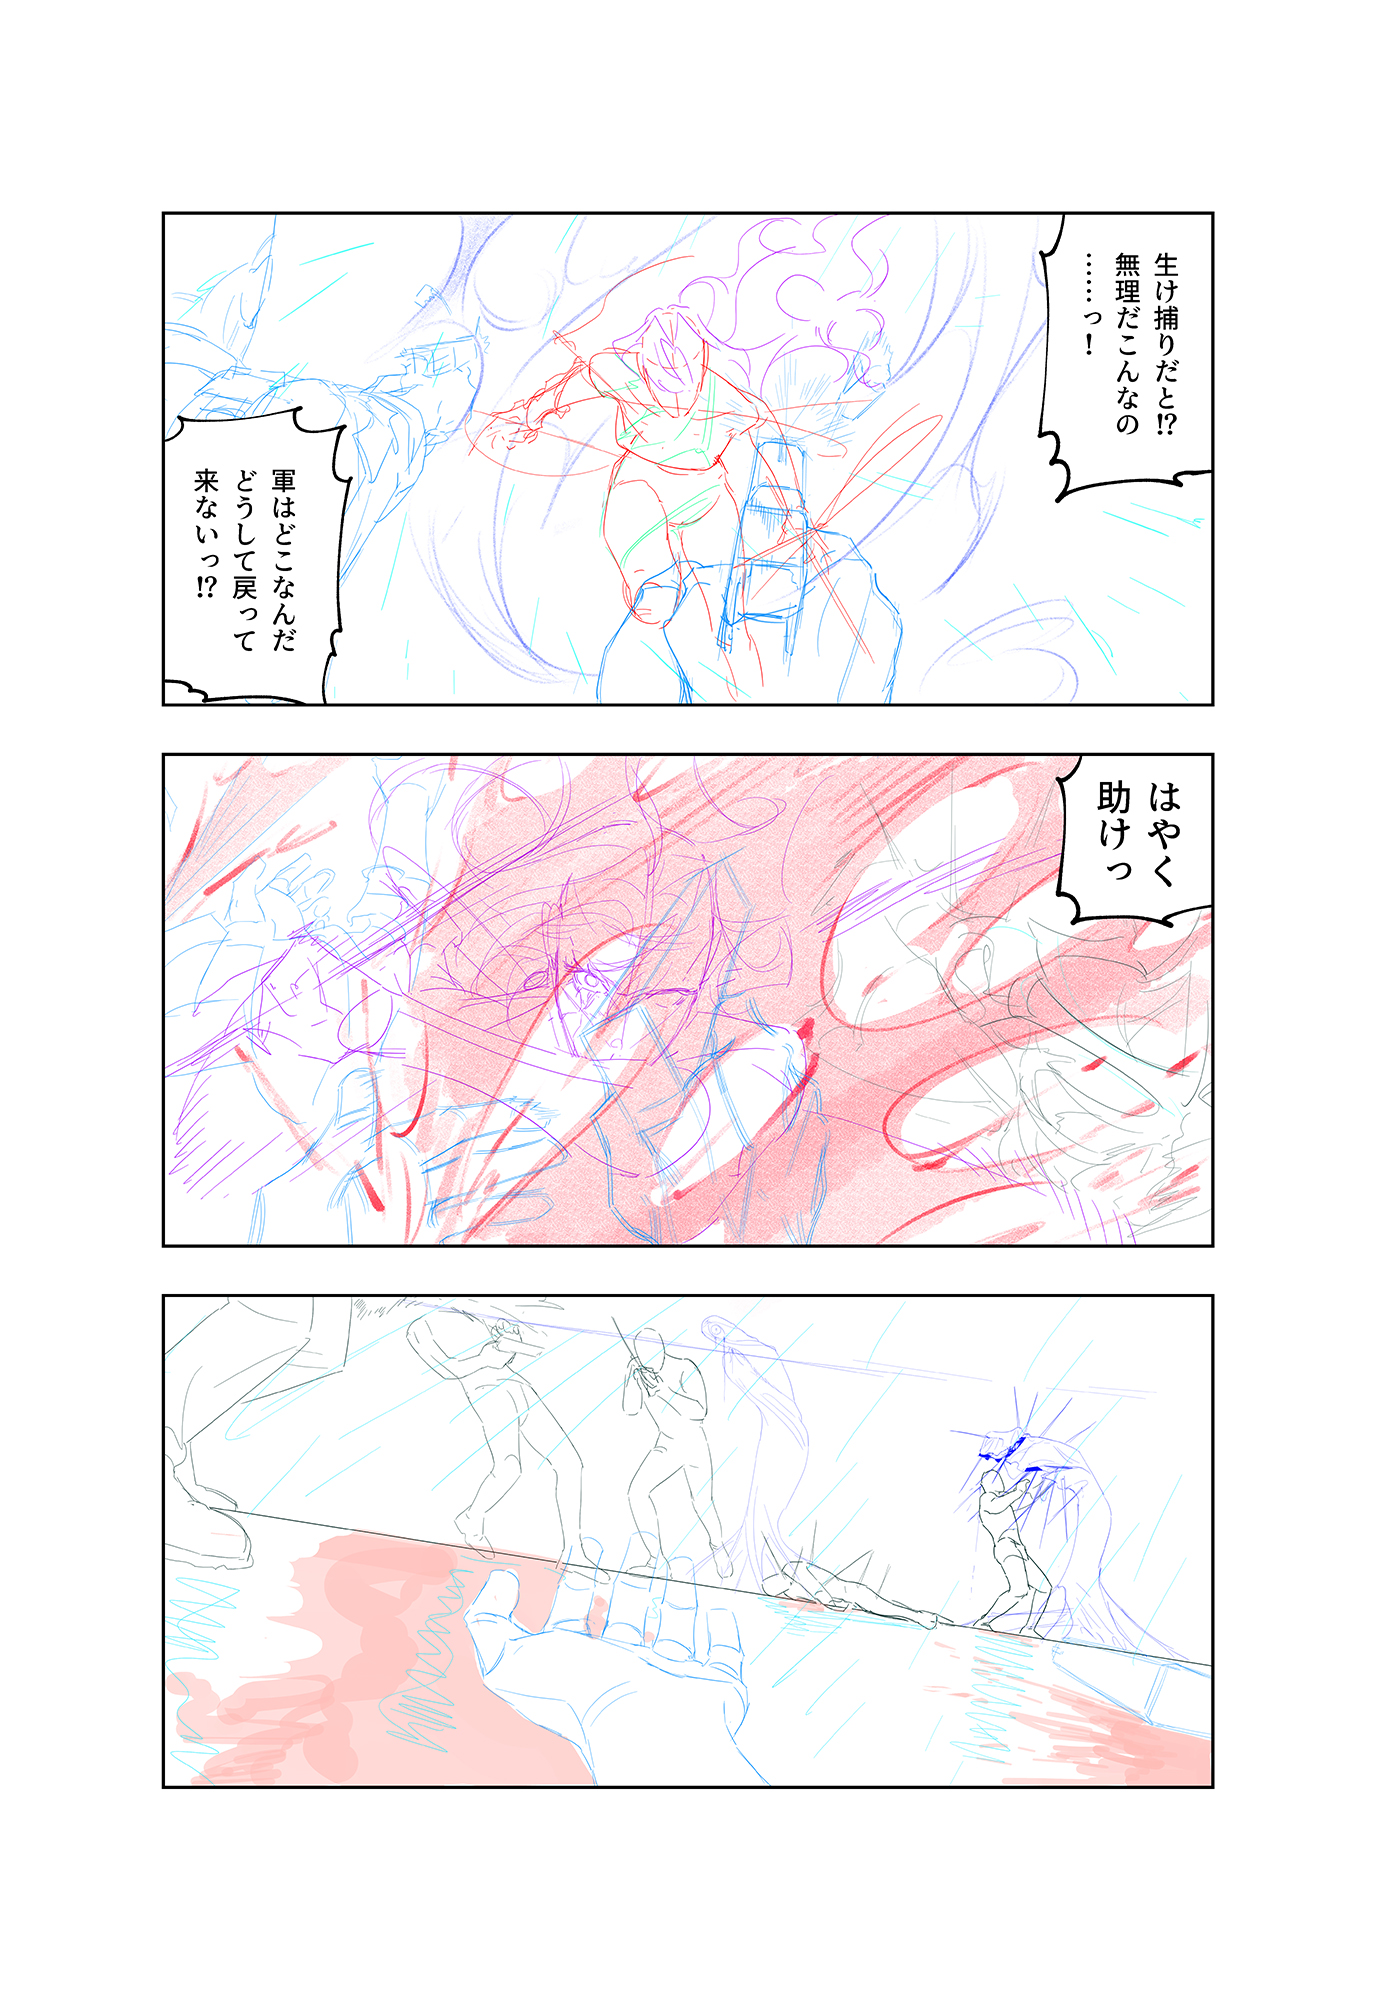 生け捕りだと⁉
無理だこんなの
……っ！
軍はどこなんだ
どうして戻って
来ないっ⁉
はやく
助けっ